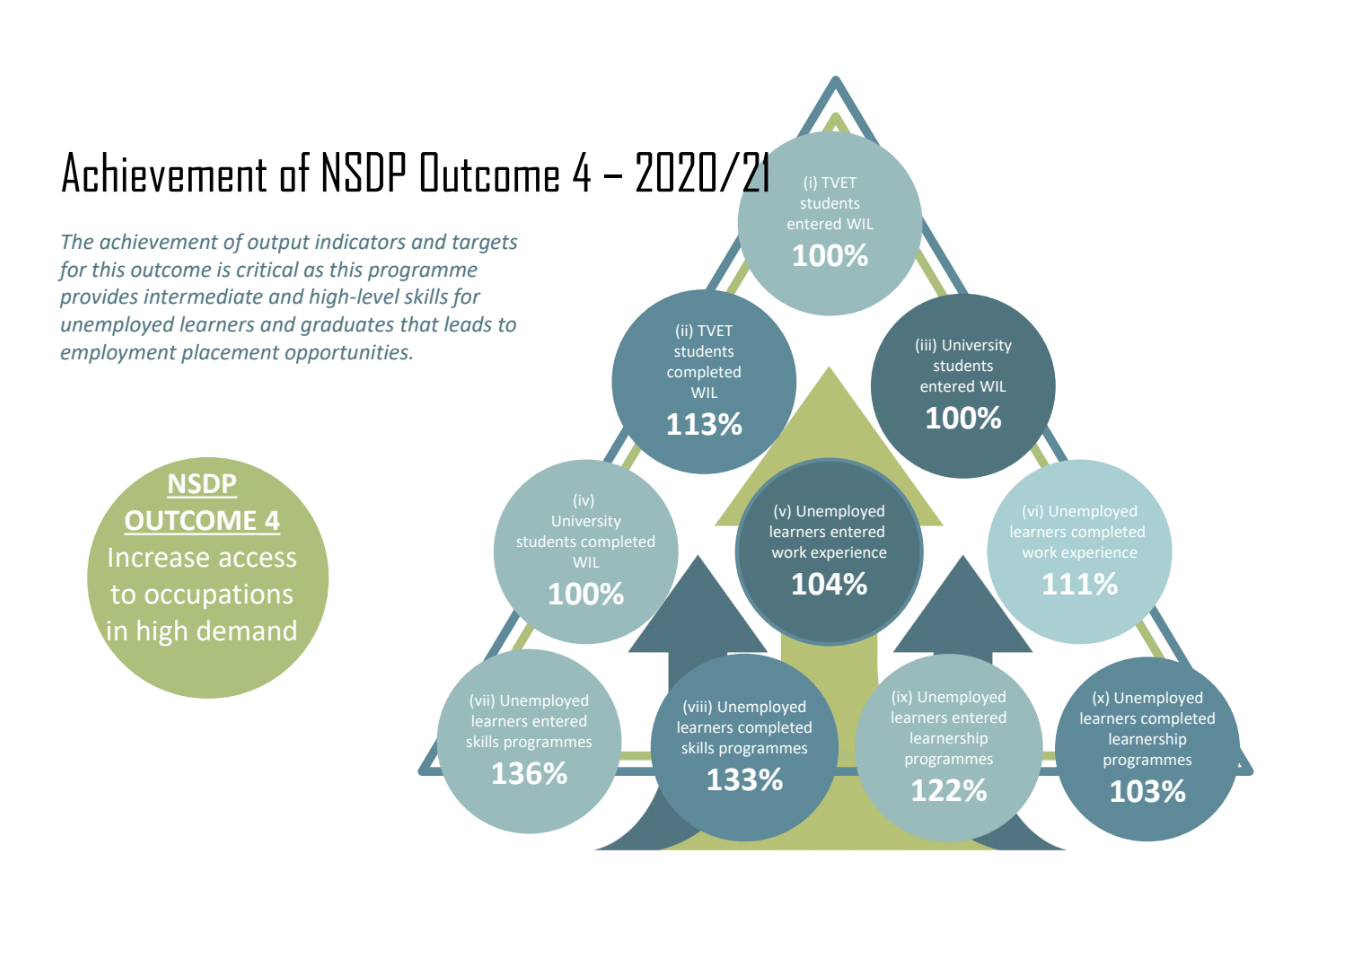 Achievement of NSDP Outcome 4 – 2020/21
The achievement of output indicators and targets
for this outcome is critical as this programme
provides intermediate and high-level skills for
unemployed learners and graduates that leads to
employment placement opportunities.
NSDP
OUTCOME 4
Increase access
to occupations
in high demand
(i) TVET
students
entered WIL
100%
(ii) TVET
students
completed
WIL
113%
(iii) University
students
entered WIL
100%
(iv)
University
students completed
WIL
100%
(v) Unemployed
learners entered
work experience
104%
(vi) Unemployed
learners completed
work experience
111%
(vii) Unemployed
learners entered
skills programmes
136%
(viii) Unemployed
learners completed
skills programmes
133%
(ix) Unemployed
learners entered
learnership
programmes
122%
(x) Unemployed
learners completed
learnership
programmes
103%